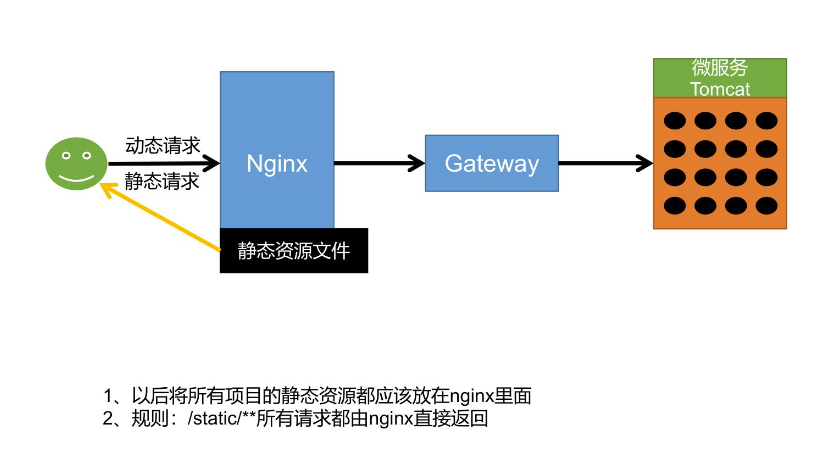 动态请求
静态请求
Nginx
静态资源文件
Gateway
微服务
Tomcat
1、以后将所有项目的静态资源都应该放在nginx里面
2、规则：/static/**所有请求都由nginx直接返回